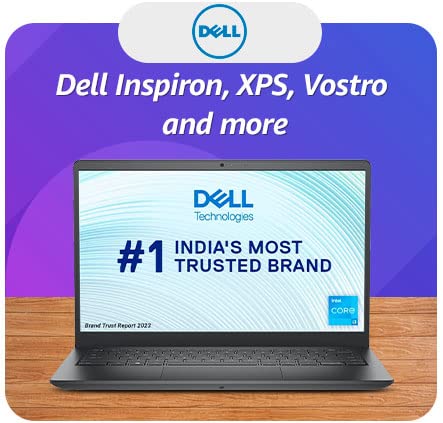 DELL
Dell Inspiron, XPS, Vostro
and more
DELL
Technologies
#1 INDIA'S MOST
TRUSTED BRAND
intel
CORE
i3
Brand Trust Report 2023